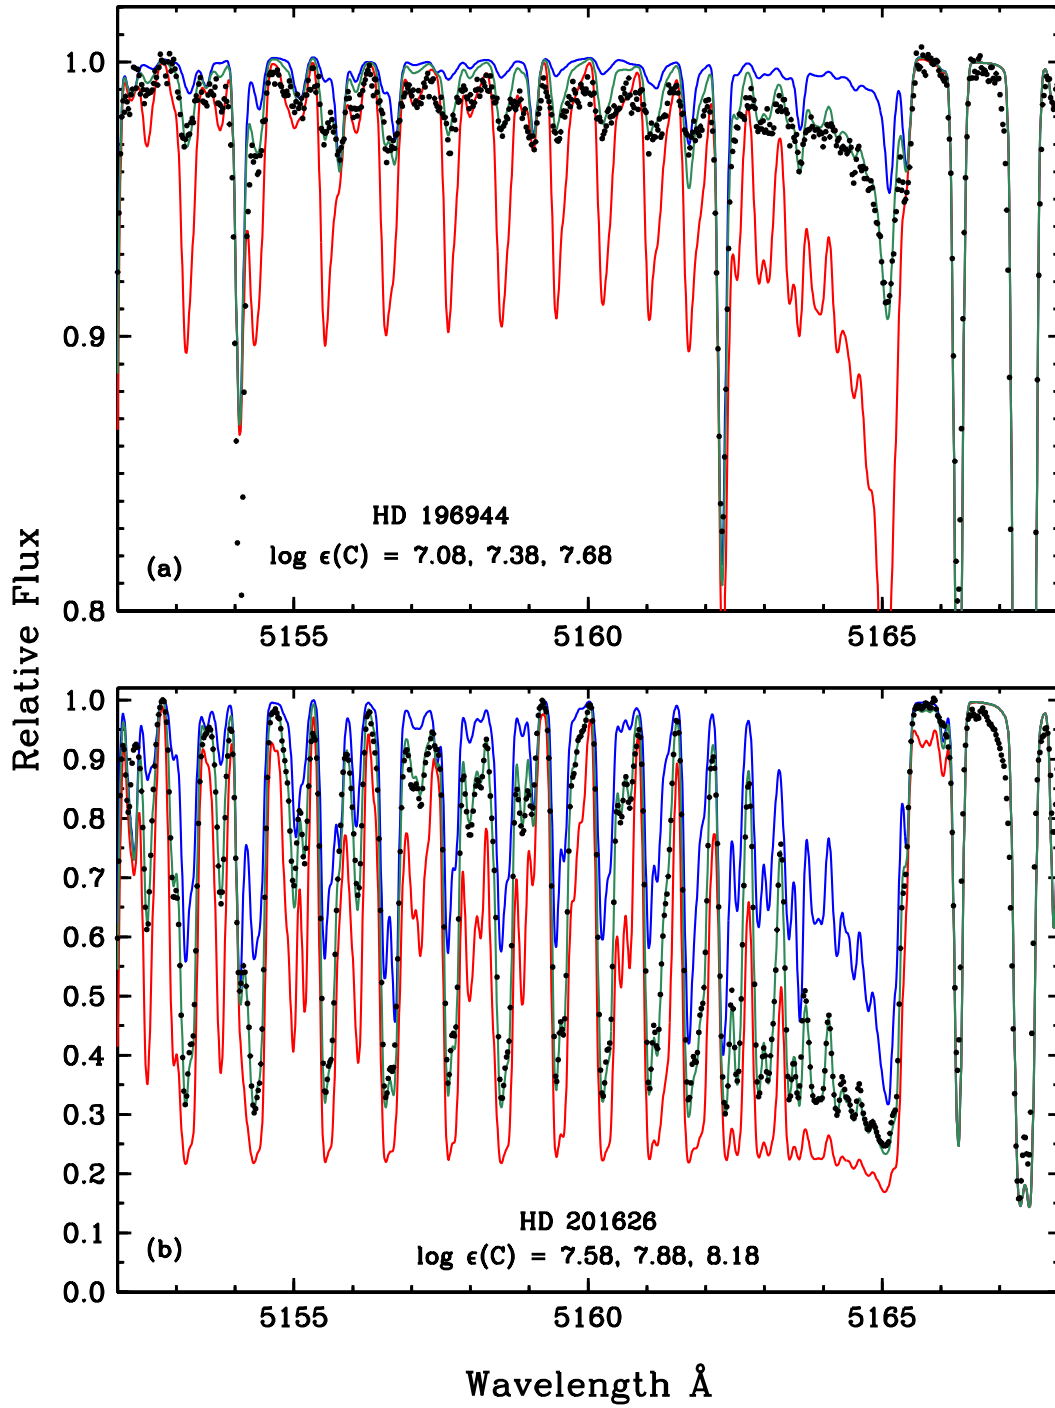 1.0
0.9
0.8
HD 196944
log ϵ(C) = 7.08, 7.38, 7.68
(a)
5155 5160 5165
Relative Flux
1.0
0.9
0.8
0.7
0.6
0.5
0.4
0.3
0.2
0.1
0.0
HD 201626
log ϵ(C) = 7.58, 7.88, 8.18
(b)
5155 5160 5165
Wavelength Å